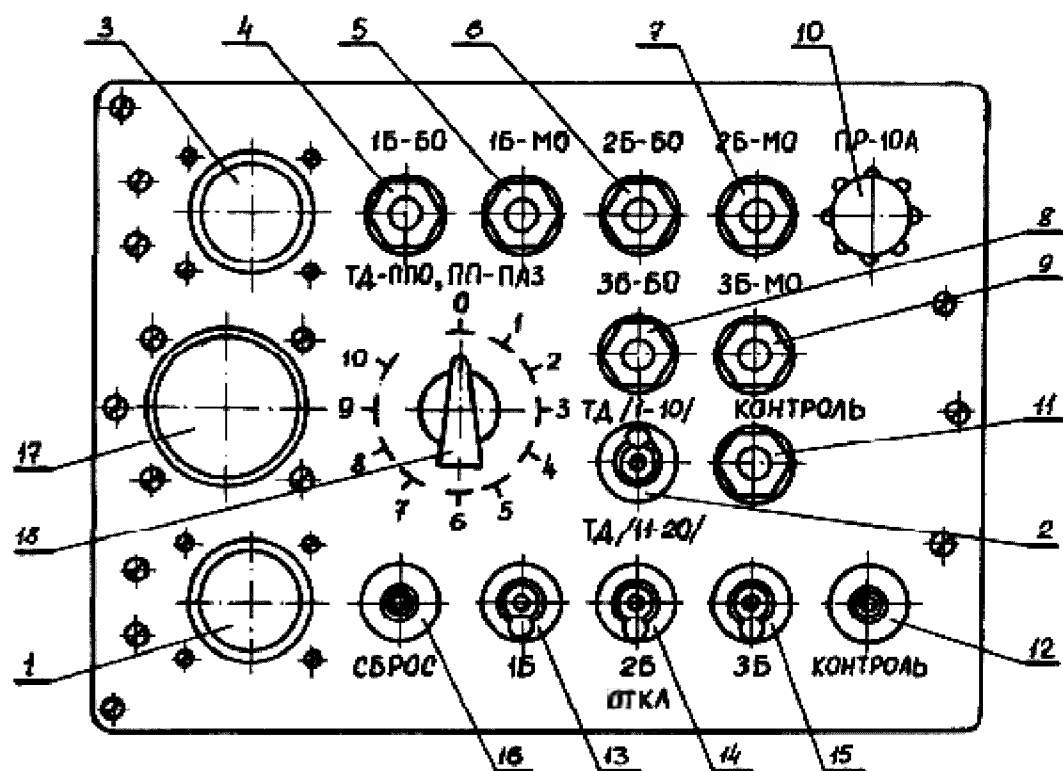 3 4 5 6 7 10
1Б-БО 1Б-МО 2Б-БО 2Б-МО ПР-10А
8
ТД-ППО, ПП-ПАЗ 3Б-БО 3Б-МО
9
0
1
10 2
9 3 ТД /1-10/ КОНТРОЛЬ
11
17
8 4
7 6 5
18 ТД /11-20/ 2
1 СБРОС 1Б 2Б 3Б КОНТРОЛЬ 12
ОТКЛ
16 13 14 15